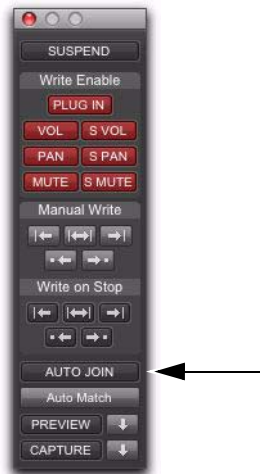 SUSPEND
Write Enable
PLUG IN
VOL S VOL
PAN S PAN
MUTE S MUTE
Manual Write
Write on Stop
AUTO JOIN
Auto Match
PREVIEW
CAPTURE